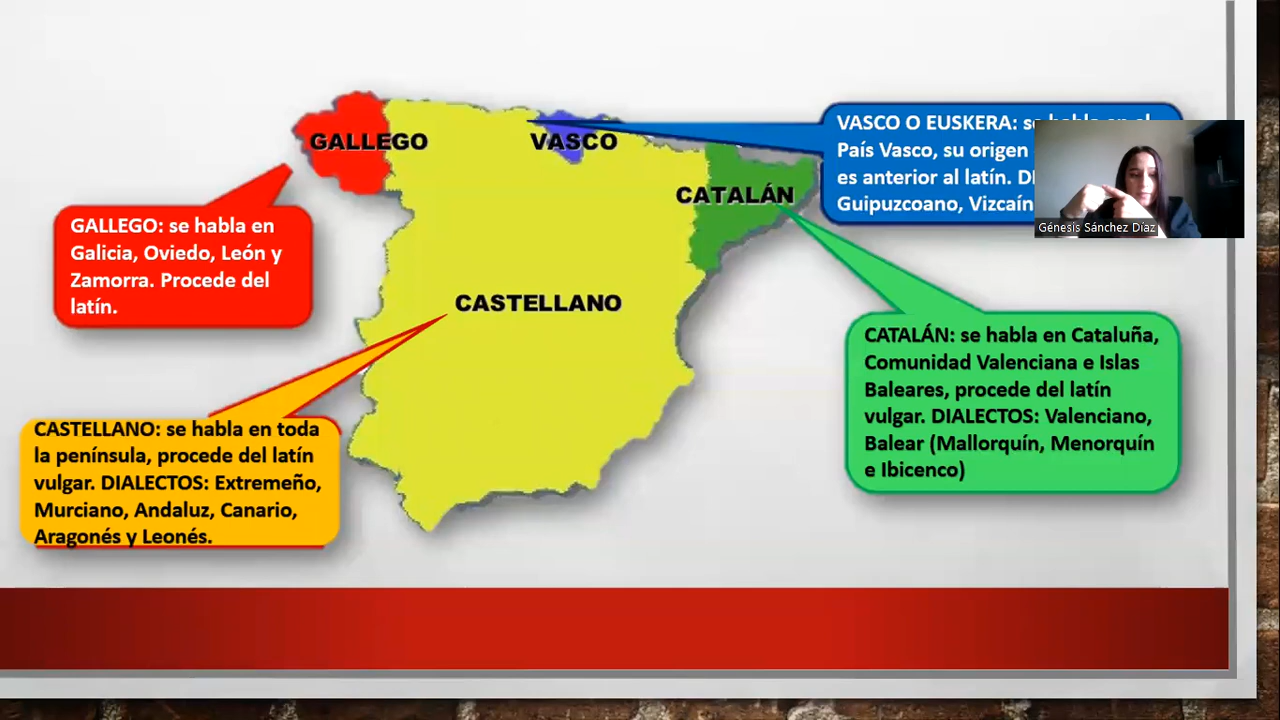 GALLEGO
VASCO
CATALÁN
CASTELLANO
GALLEGO: se habla en
Galicia, Oviedo, León y
Zamorra. Procede del
latín.
CASTELLANO: se habla en toda
la península, procede del latín
vulgar. DIALECTOS: Extremeño,
Murciano, Andaluz, Canario,
Aragonés y Leonés.
VASCO O EUSKERA: se habla en el
País Vasco, su origen
es anterior al latín.
Guipuzcoano,
Génesis Sánchez Díaz
CATALÁN: se habla en Cataluña,
Comunidad Valenciana e Islas
Baleares, procede del latín
vulgar. DIALECTOS: Valenciano,
Balear (Mallorquín, Menorquín
e Ibicenco)